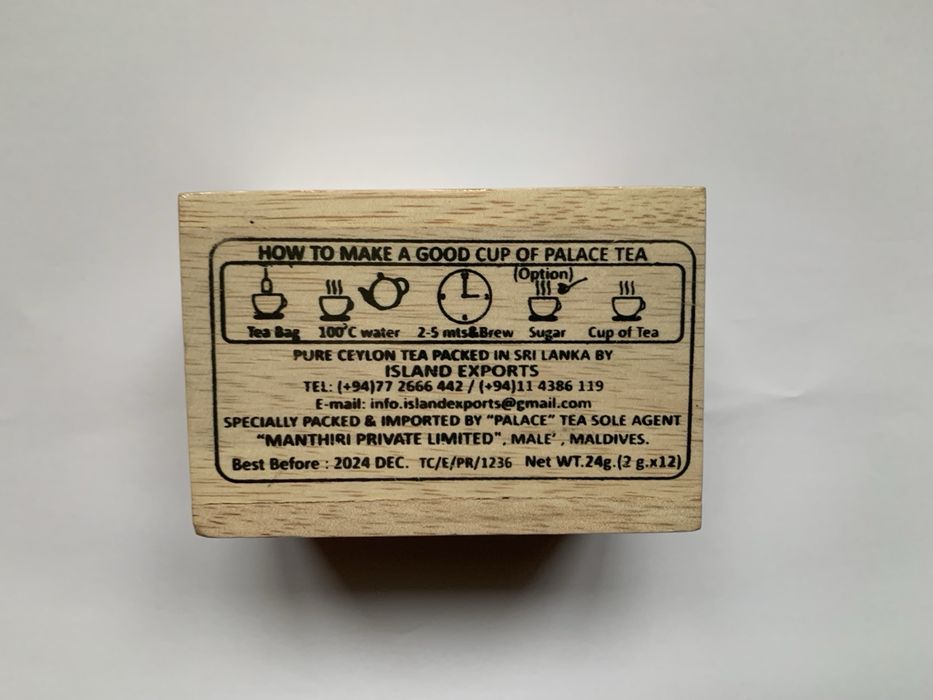 HOW TO MAKE A GOOD CUP OF PALACE TEA
(Option)
Tea Bag 100°C water 2-5 mts&Brew Sugar Cup of Tea
PURE CEYLON TEA PACKED IN SRI LANKA BY
ISLAND EXPORTS
TEL: (+94)77 2666 442 / (+94)11 4386 119
E-mail: info.islandexports@gmail.com
SPECIALLY PACKED & IMPORTED BY "PALACE" TEA SOLE AGENT
"MANTHIRI PRIVATE LIMITED", MALE' , MALDIVES.
Best Before : 2024 DEC. TC/E/PR/1236 Net WT.24g.(2 g.x12)